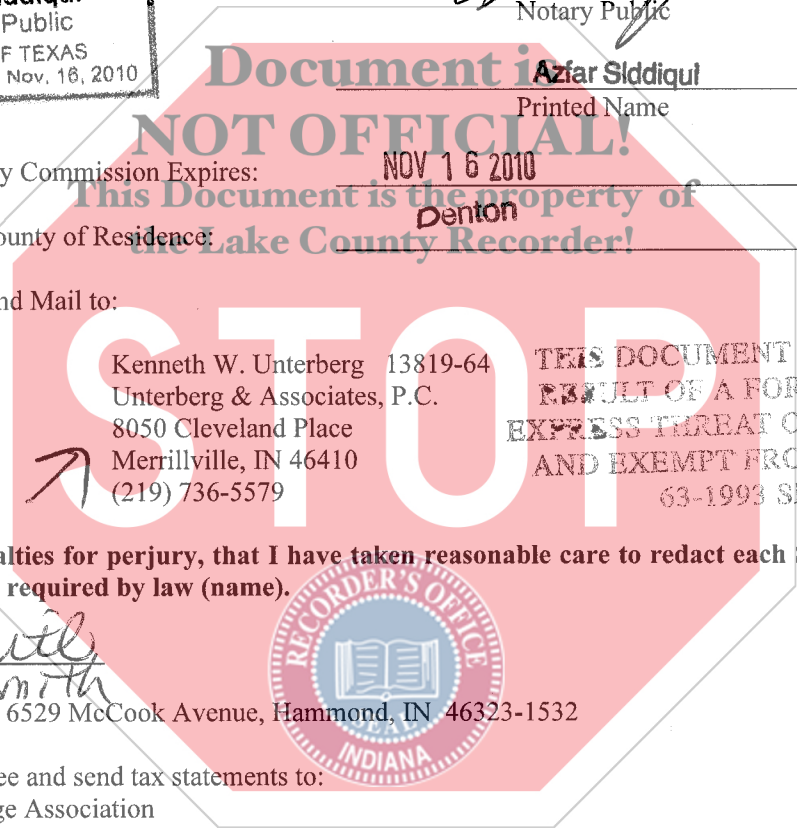 Public
F TEXAS
Nov. 16, 2010
Notary Public
Document is
Azfar Siddiqui
Printed Name
NOT OFFICIAL!
y Commission Expires: NOV 16 2010
This Document is the property of
Denton
ounty of Residence:
the Lake County Recorder!
nd Mail to:
STOP
Kenneth W. Unterberg 13819-64
Unterberg & Associates, P.C.
8050 Cleveland Place
Merrillville, IN 46410
(219) 736-5579
THIS DOCUMENT
RESULT OF A FOR
EXPRESS THREAT O
AND EXEMPT FRO
63-1993 S
alties for perjury, that I have taken reasonable care to redact each
required by law (name).
RECORDER'S OFFICE
SEAL
INDIANA
6529 McCook Avenue, Hammond, IN 46323-1532
ee and send tax statements to:
ge Association